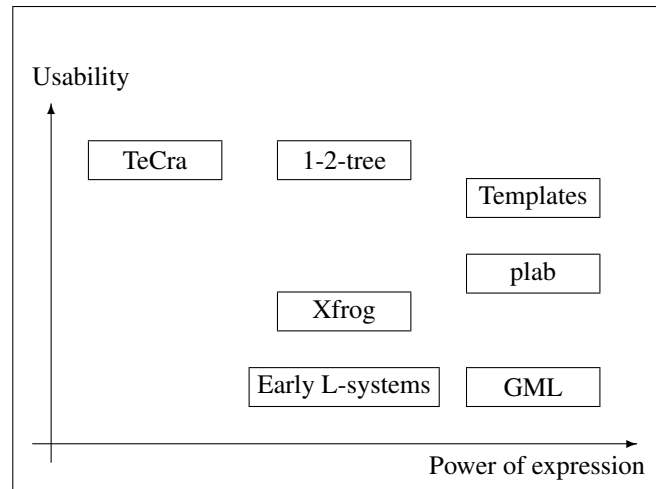 Usability
TeCra
1-2-tree
Templates
plab
Xfrog
Early L-systems
GML
Power of expression